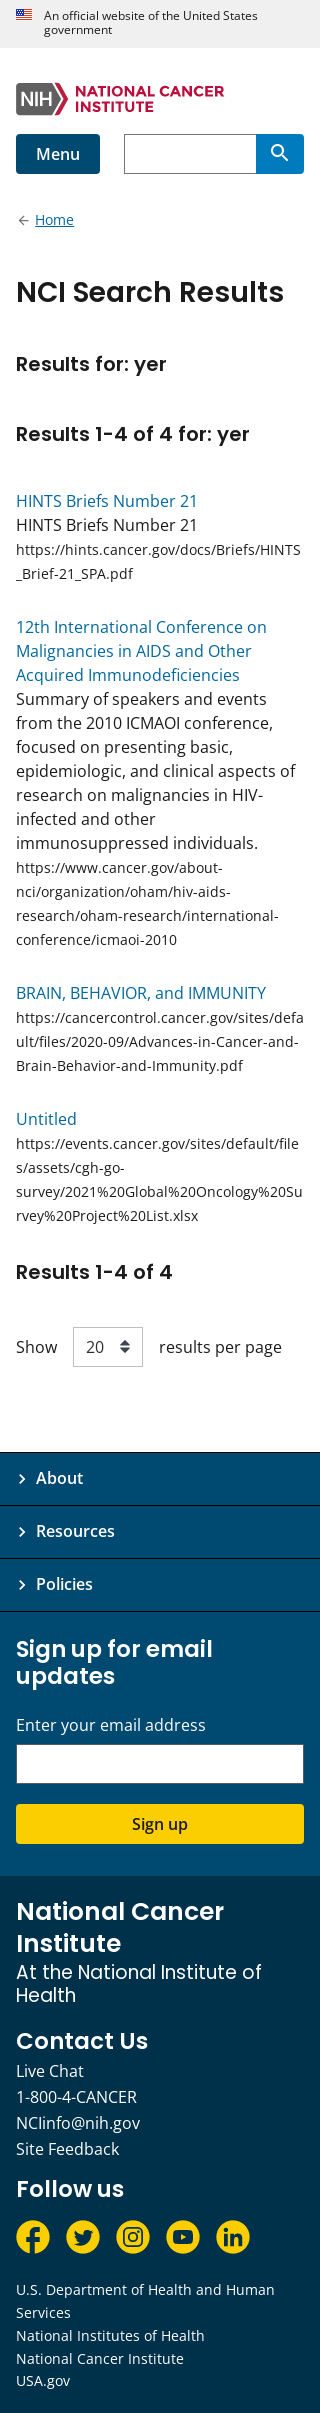 An official website of the United States
government
NIH NATIONAL CANCER
INSTITUTE
Menu
Home
NCI Search Results
Results for: yer
Results 1-4 of 4 for: yer
HINTS Briefs Number 21
HINTS Briefs Number 21
https://hints.cancer.gov/docs/Briefs/HINTS
_Brief-21_SPA.pdf
12th International Conference on
Malignancies in AIDS and Other
Acquired Immunodeficiencies
Summary of speakers and events
from the 2010 ICMAOI conference,
focused on presenting basic,
epidemiologic, and clinical aspects of
research on malignancies in HIV-
infected and other
immunosuppressed individuals.
https://www.cancer.gov/about-
nci/organization/oham/hiv-aids-
research/oham-research/international-
conference/icmaoi-2010
BRAIN, BEHAVIOR, and IMMUNITY
https://cancercontrol.cancer.gov/sites/defa
ult/files/2020-09/Advances-in-Cancer-and-
Brain-Behavior-and-Immunity.pdf
Untitled
https://events.cancer.gov/sites/default/file
s/assets/cgh-go-
survey/2021%20Global%20Oncology%20Su
rvey%20Project%20List.xlsx
Results 1-4 of 4
Show 20 results per page
About
Resources
Policies
Sign up for email
updates
Enter your email address
Sign up
National Cancer
Institute
At the National Institute of
Health
Contact Us
Live Chat
1-800-4-CANCER
NCIinfo@nih.gov
Site Feedback
Follow us
U.S. Department of Health and Human
Services
National Institutes of Health
National Cancer Institute
USA.gov